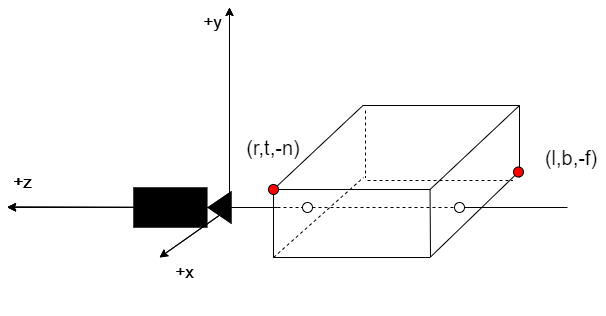 +y
(r,t,-n)
(l,b,-f)
+z
+x